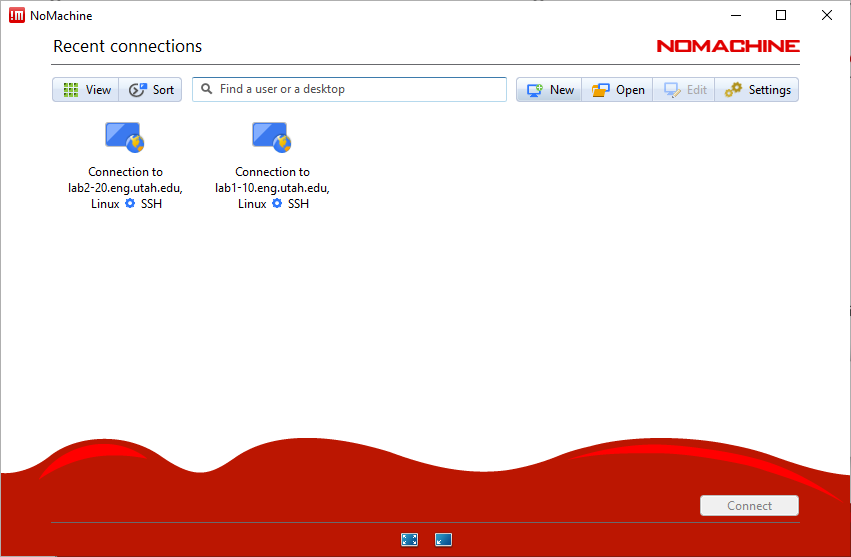 NoMachine
Recent connections
NOMACHINE
View Sort Find a user or a desktop New Open Edit Settings
Connection to
lab2-20.eng.utah.edu,
Linux SSH
Connection to
lab1-10.eng.utah.edu,
Linux SSH
Connect